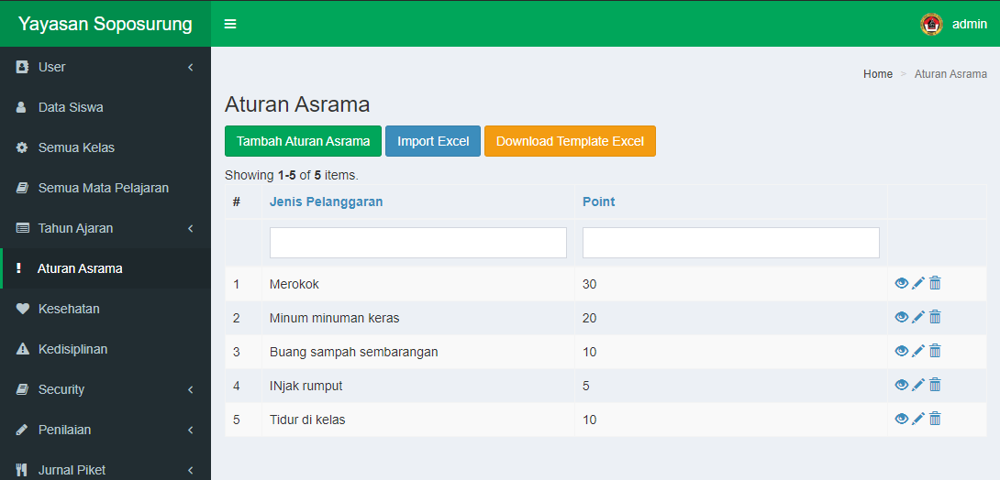 Yayasan Soposurung
admin
User
Data Siswa
Semua Kelas
Semua Mata Pelajaran
Tahun Ajaran
Aturan Asrama
Kesehatan
Kedisiplinan
Security
Penilaian
Jurnal Piket
Home > Aturan Asrama
Aturan Asrama
Tambah Aturan Asrama Import Excel Download Template Excel
Showing 1-5 of 5 items.
# Jenis Pelanggaran Point
1 Merokok 30
2 Minum minuman keras 20
3 Buang sampah sembarangan 10
4 INjak rumput 5
5 Tidur di kelas 10